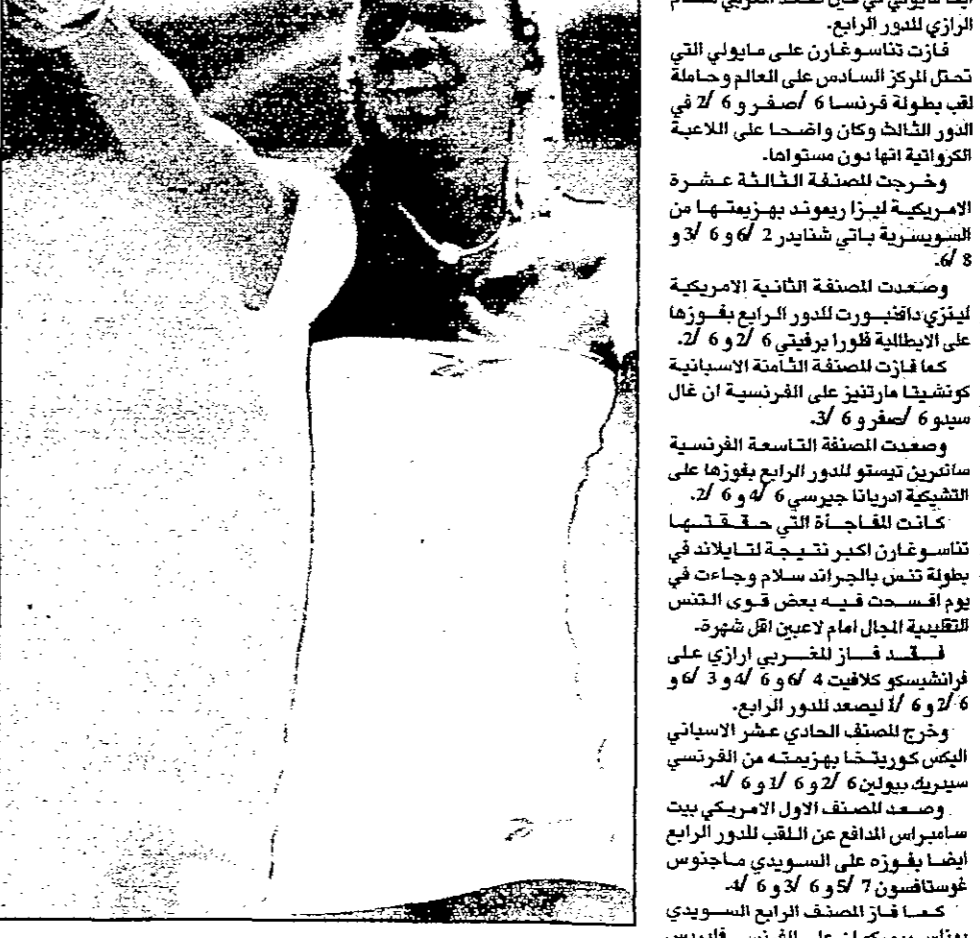 الرازي للدور الرابع.
فازت تناسوغارن على مايولي التي
تحتل المركز السادس على العالم وحاملة
لقب بطولة فرنسا 6 /صفر و 6 /2 في
الدور الثالث وكان واضحا على اللاعبة
الكرواتية انها دون مستواها.
وخرجت المصنفة الثالثة عشرة
الامريكية ليزا ريموند بهزيمتها من
السويسرية باتي شنايدر 2 /6 و 6 /3 و
8 /6.
وصعدت المصنفة الثانية الامريكية
ليندزي دافنبورت للدور الرابع بفوزها
على الايطالية فلورا برفيتي 6 /2 و 6 /2.
كما فازت المصنفة الثامنة الاسبانية
كونشيتا مارتنيز على الفرنسية ان غال
سيدو 6 /صفر و 6 /3.
وصعدت المصنفة التاسعة الفرنسية
ساندرين تيستو للدور الرابع بفوزها على
التشيكية ادريانا جيرسي 6 /4 و 6 /2.
كانت المفاجأة التي حققتها
تناسوغارن اكبر نتيجة لتايلاند في
بطولة تنس بالجراند سلام وجاءت في
يوم افسحت فيه بعض قوى التنس
التقليدية المجال امام لاعبين اقل شهرة.
فقد فاز المغربي ارازي على
فرانشيسكو كلافيت 4 /6 و 6 /4 و 3 /6 و
6 /2 و 6 /1 ليصعد للدور الرابع.
وخرج المصنف الحادي عشر الاسباني
اليكس كوريتخا بهزيمته من الفرنسي
سيدريك بيولين 6 /2 و 6 /1 و 6 /4.
وصعد المصنف الاول الامريكي بيت
سامبراس المدافع عن اللقب للدور الرابع
ايضا بفوزه على السويدي ماجنوس
غوستافسون 7 /5 و 6 /3 و 6 /4.
كما فاز المصنف الرابع السويدي